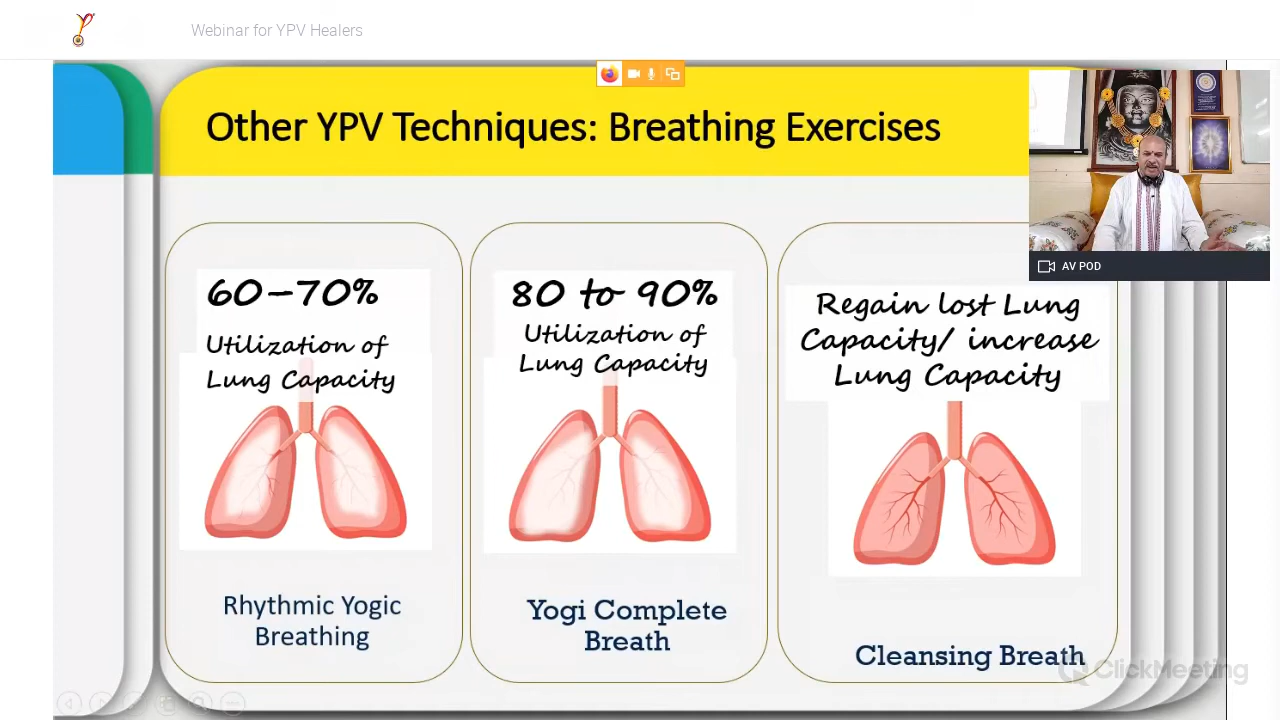 Webinar for YPV Healers
Other YPV Techniques: Breathing Exercises
AV POD
60-70%
Utilization of
Lung Capacity
Rhythmic Yogic
Breathing
80 to 90%
Utilization of
Lung Capacity
Yogi Complete
Breath
Regain lost Lung
Capacity/ increase
Lung Capacity
Cleansing Breath
ClickMeeting